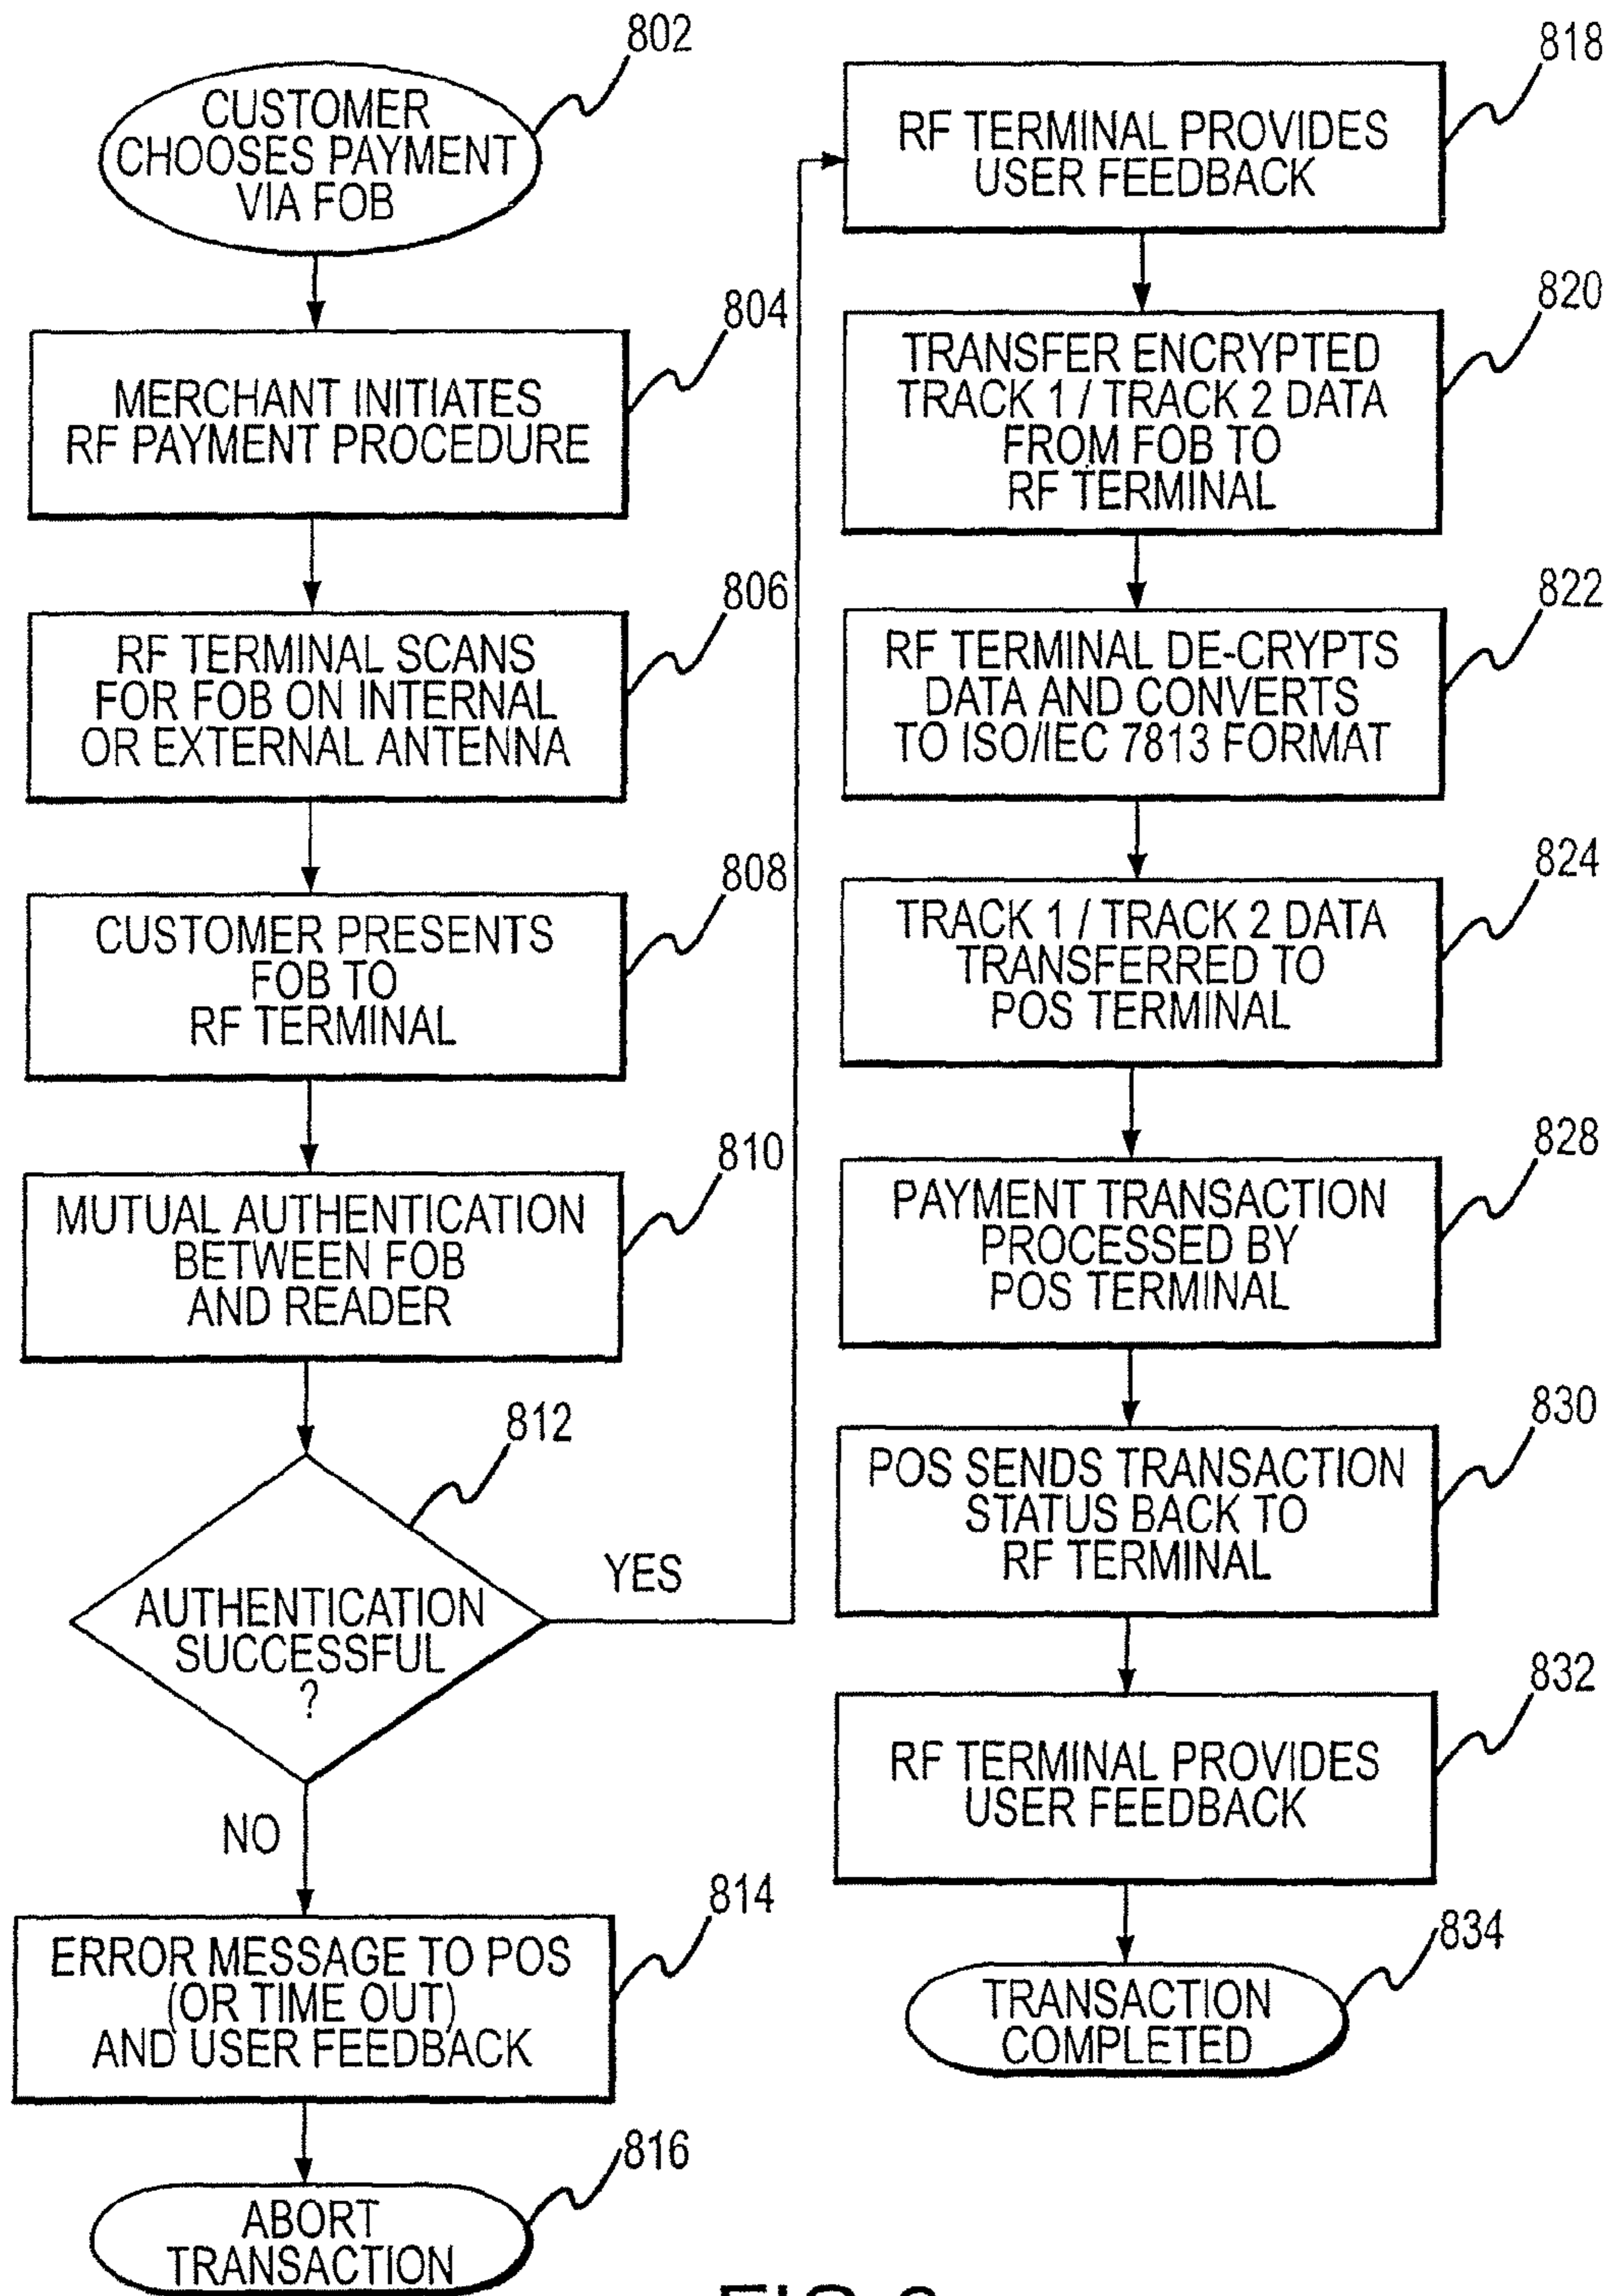 802
CUSTOMER
CHOOSES PAYMENT
VIA FOB
804
MERCHANT INITIATES
RF PAYMENT PROCEDURE
806
RF TERMINAL SCANS
FOR FOB ON INTERNAL
OR EXTERNAL ANTENNA
808
CUSTOMER PRESENTS
FOB TO
RF TERMINAL
810
MUTUAL AUTHENTICATION
BETWEEN FOB
AND READER
812
AUTHENTICATION
SUCCESSFUL
?
YES
NO
814
ERROR MESSAGE TO POS
(OR TIME OUT)
AND USER FEEDBACK
816
ABORT
TRANSACTION
818
RF TERMINAL PROVIDES
USER FEEDBACK
820
TRANSFER ENCRYPTED
TRACK 1 / TRACK 2 DATA
FROM FOB TO
RF TERMINAL
822
RF TERMINAL DE-CRYPTS
DATA AND CONVERTS
TO ISO/IEC 7813 FORMAT
824
TRACK 1 / TRACK 2 DATA
TRANSFERRED TO
POS TERMINAL
828
PAYMENT TRANSACTION
PROCESSED BY
POS TERMINAL
830
POS SENDS TRANSACTION
STATUS BACK TO
RF TERMINAL
832
RF TERMINAL PROVIDES
USER FEEDBACK
834
TRANSACTION
COMPLETED